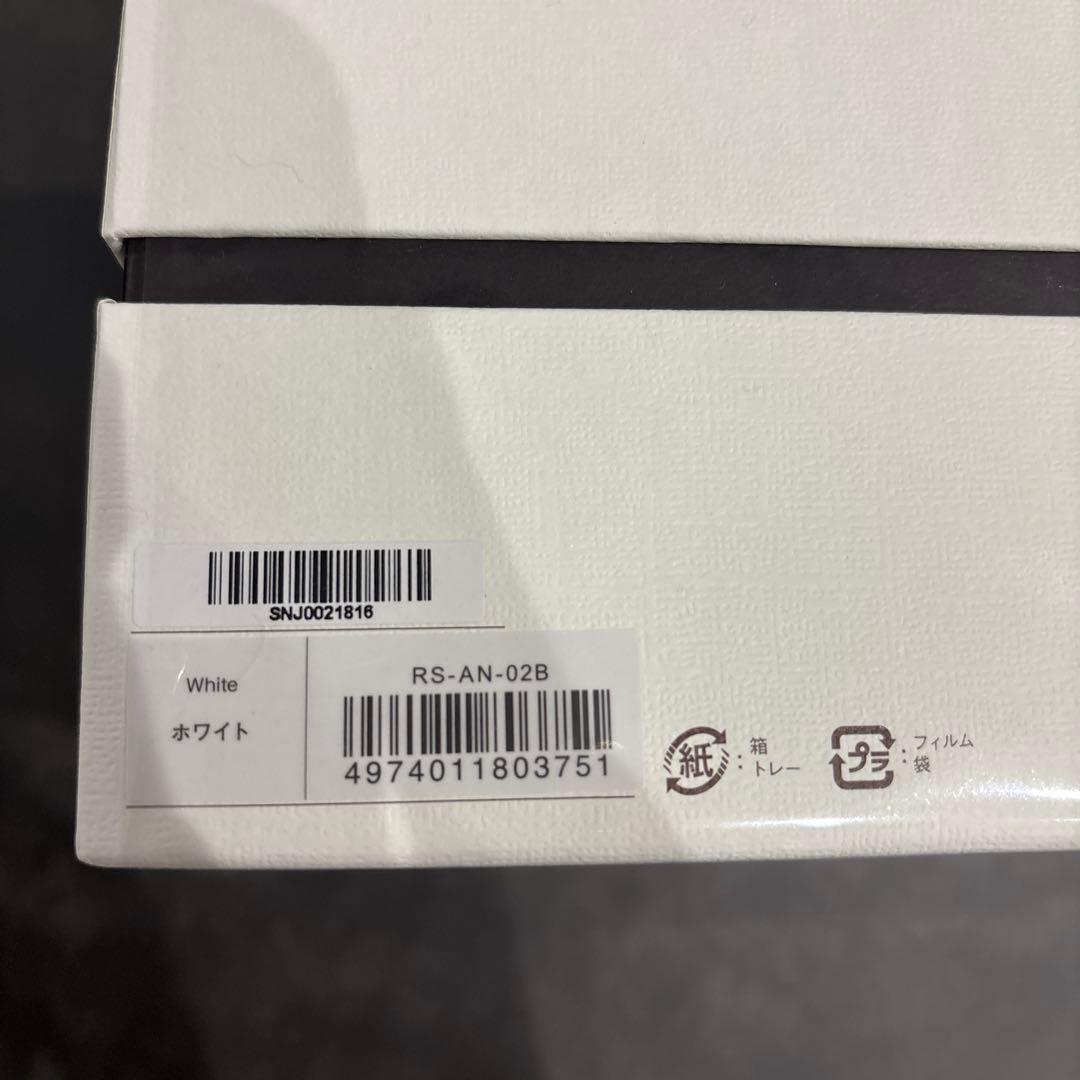 SNJ0021816
White
ホワイト
RS-AN-02B
4974011803751
紙
：箱
トレー
プラ
：フィルム
袋